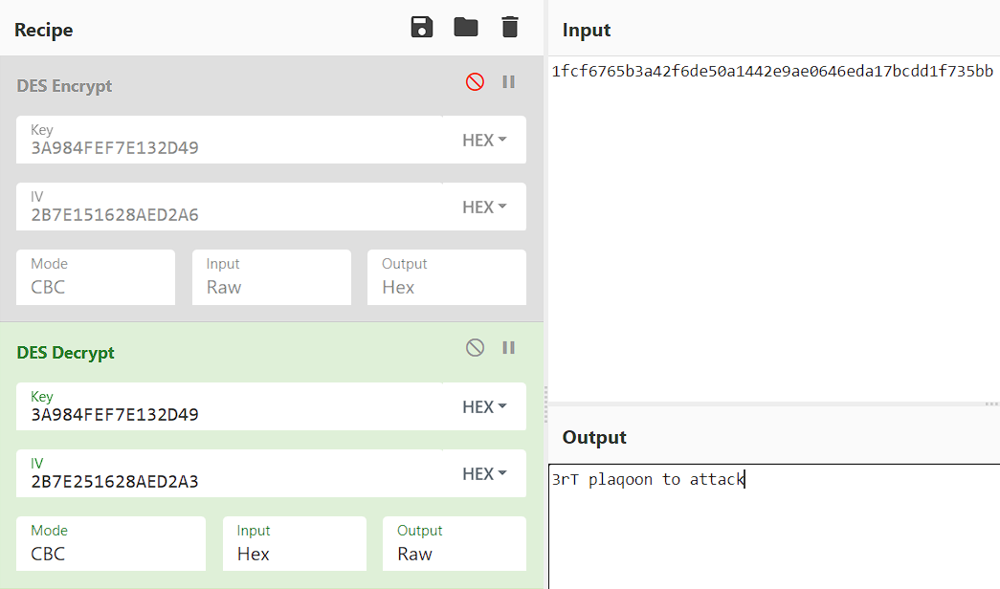 Recipe
DES Encrypt
Key
3A984FEF7E132D49
HEX
IV
2B7E151628AED2A6
HEX
Mode
CBC
Input
Raw
Output
Hex
DES Decrypt
Key
3A984FEF7E132D49
HEX
IV
2B7E251628AED2A3
HEX
Mode
CBC
Input
Hex
Output
Raw
Input
1fcf6765b3a42f6de50a1442e9ae0646eda17bcdd1f735bb
Output
3rT plaqoon to attack